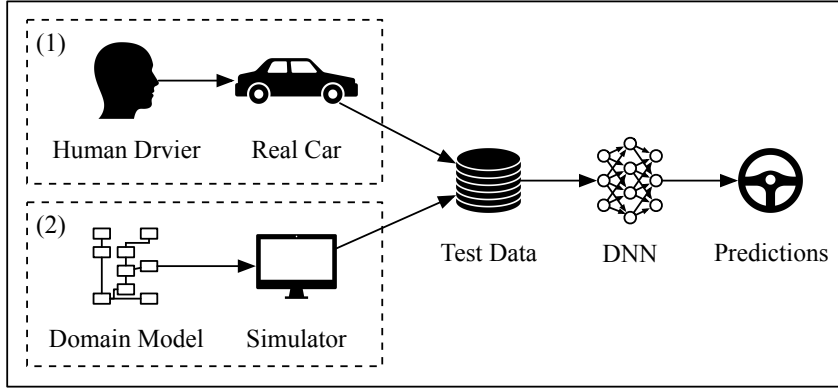 (1)
Human Drvier
Real Car
(2)
Domain Model
Simulator
Test Data
DNN
Predictions